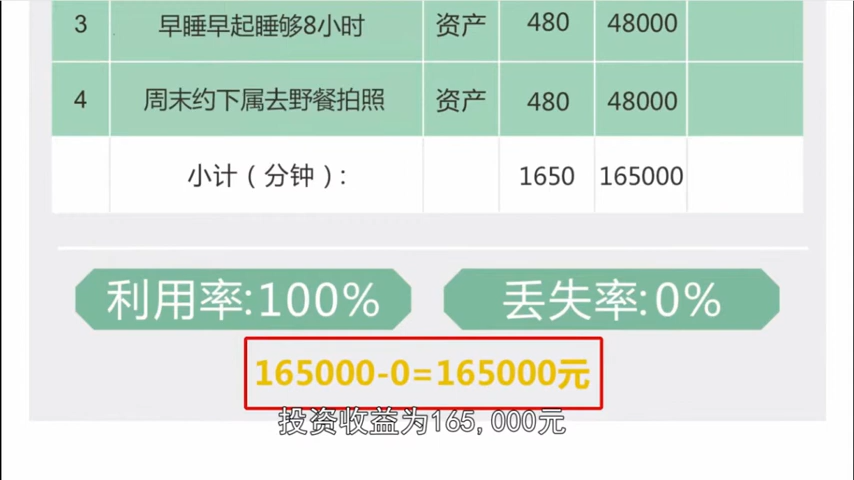 3 早睡早起睡够8小时 资产 480 48000
4 周末约下属去野餐拍照 资产 480 48000
小计（分钟）: 1650 165000
利用率:100% 丢失率:0%
165000-0=165000元
投资收益为165,000元